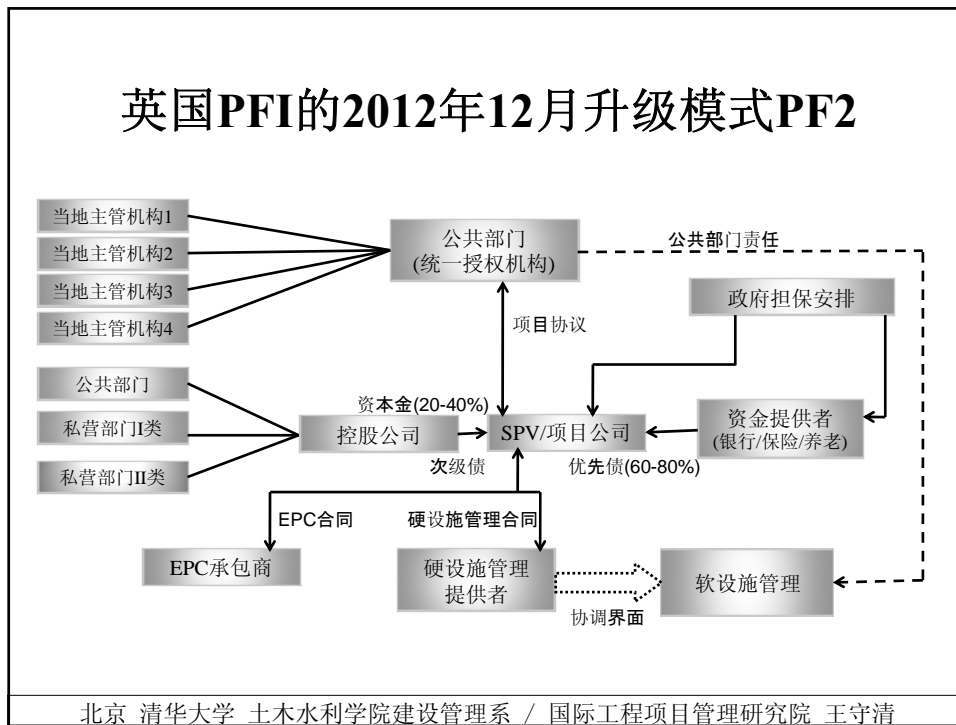 英国PFI的2012年12月升级模式PF2
当地主管机构1
当地主管机构2
当地主管机构3
当地主管机构4
公共部门
(统一授权机构)
公共部门责任
政府担保安排
项目协议
公共部门
私营部门I类
私营部门II类
资本金(20-40%)
控股公司
次级债
SPV/项目公司
优先债(60-80%)
资金提供者
(银行/保险/养老)
EPC合同
硬设施管理合同
EPC承包商
硬设施管理
提供者
协调界面
软设施管理
北京 清华大学 土木水利学院建设管理系 / 国际工程项目管理研究院 王守清